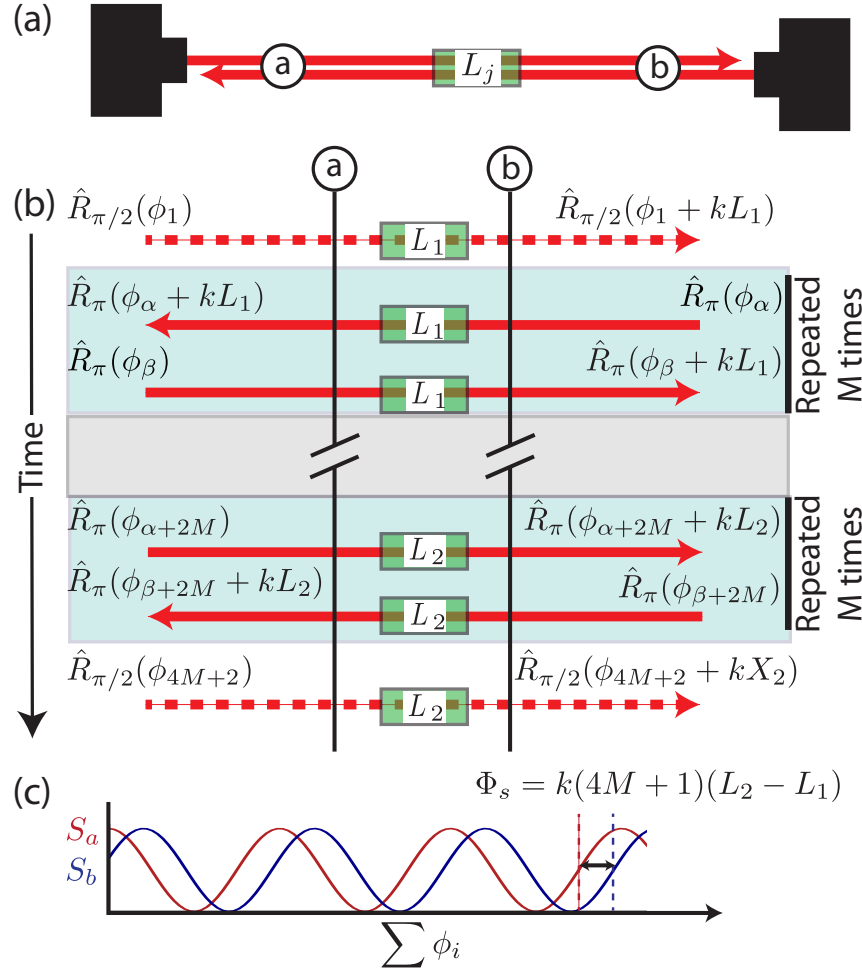 (a)
a
L_j
b
a
b
(b)
R̂_{π/2}(ϕ_1)
L_1
R̂_{π/2}(ϕ_1 + kL_1)
R̂_π(ϕ_α + kL_1)
L_1
R̂_π(ϕ_α)
R̂_π(ϕ_β)
L_1
R̂_π(ϕ_β + kL_1)
Repeated
M times
Time
R̂_π(ϕ_{α+2M})
L_2
R̂_π(ϕ_{α+2M} + kL_2)
R̂_π(ϕ_{β+2M} + kL_2)
L_2
R̂_π(ϕ_{β+2M})
Repeated
M times
R̂_{π/2}(ϕ_{4M+2})
L_2
R̂_{π/2}(ϕ_{4M+2} + kX_2)
(c)
Φ_s = k(4M + 1)(L_2 − L_1)
S_a
S_b
∑ ϕ_i